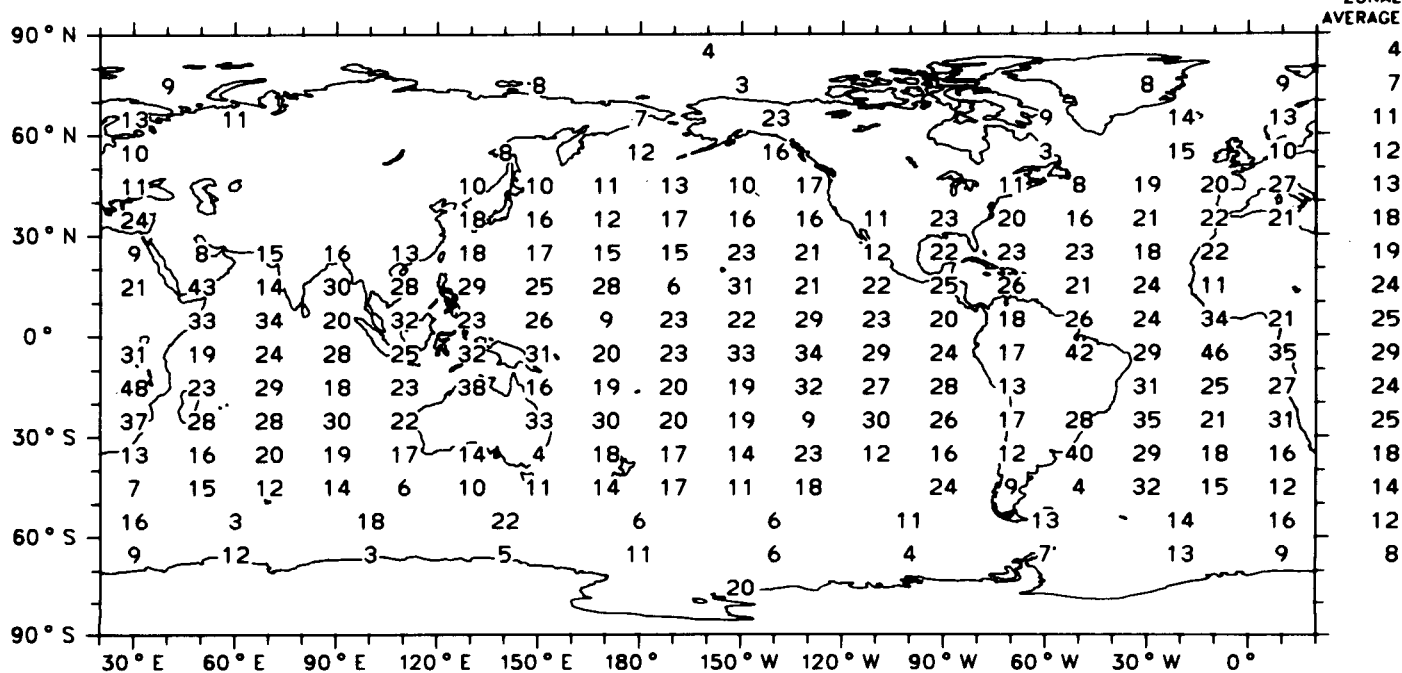 AVERAGE
90° N 4 4
9 8 3 8 9 7
13 11 7 23 9 14 13 11
60° N
10 8 12 16 3 15 10 12
11 10 10 11 13 10 17 11 8 19 20 27 13
24 18 16 12 17 16 16 11 23 20 16 21 22 21 18
30° N
9 8 15 16 13 18 17 15 15 23 21 12 22 23 23 18 22 19
21 43 14 30 28 29 25 28 6 31 21 22 25 26 21 24 11 24
33 34 20 32 23 26 9 23 22 29 23 20 18 26 24 34 21 25
0°
31 19 24 28 25 32 31 20 23 33 34 29 24 17 42 29 46 35 29
48 23 29 18 23 38 16 19 20 19 32 27 28 13 31 25 27 24
37 28 28 30 22 33 30 20 19 9 30 26 17 28 35 21 31 25
30° S
13 16 20 19 17 14 4 18 17 14 23 12 16 12 40 29 18 16 18
7 15 12 14 6 10 11 14 17 11 18 24 9 4 32 15 12 14
16 3 18 22 6 6 11 13 14 16 12
60° S
9 12 3 5 11 6 4 7 13 9 8
20
90° S
30° E 60° E 90° E 120° E 150° E 180° 150° W 120° W 90° W 60° W 30° W 0°